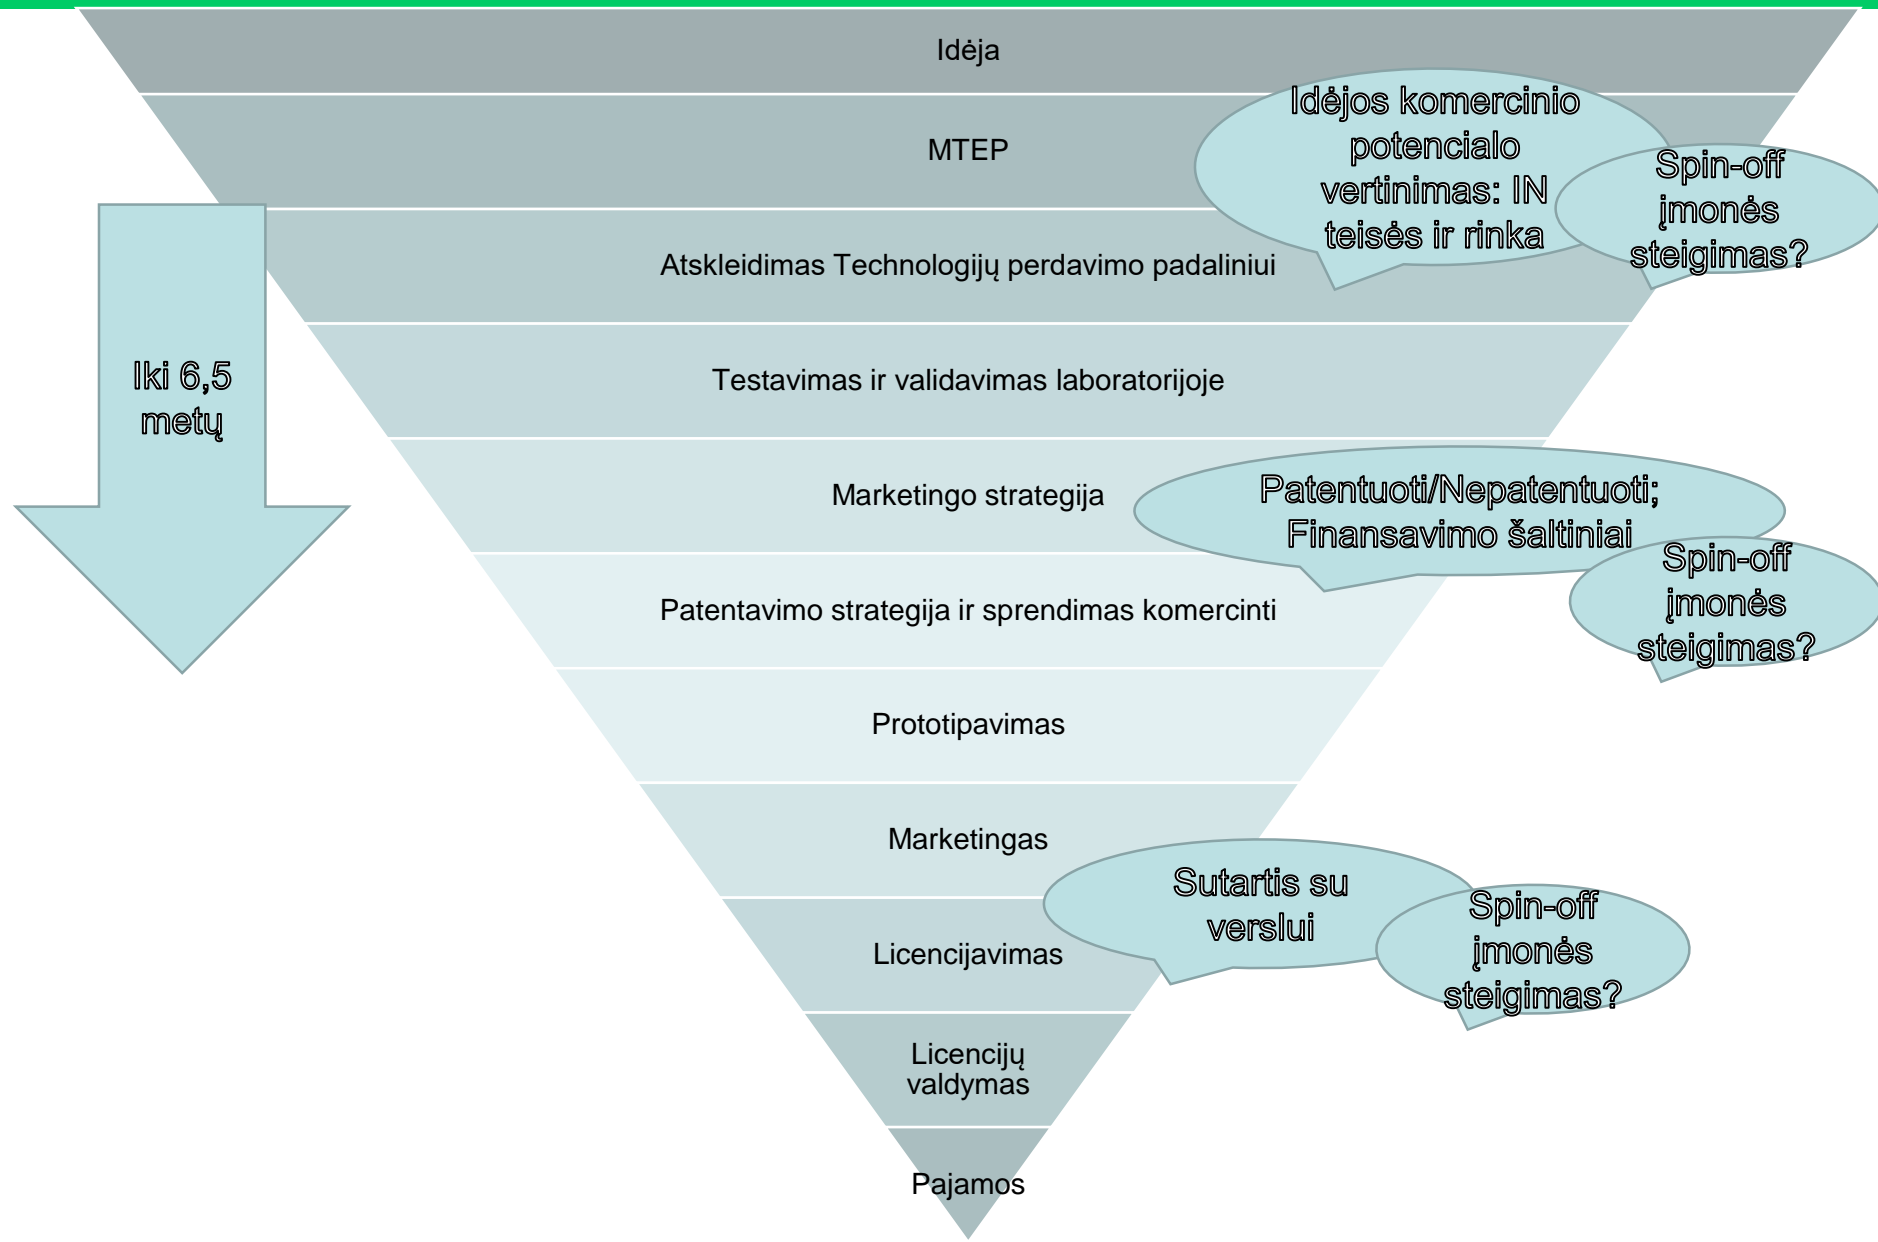 Idėja
MTEP
Idėjos komercinio
potencialo
vertinimas: IN
teisės ir rinka
Spin-off
įmonės
steigimas?
Atskleidimas Technologijų perdavimo padaliniui
Iki 6,5
metų
Testavimas ir validavimas laboratorijoje
Marketingo strategija
Patentuoti/Nepatentuoti;
Finansavimo šaltiniai
Spin-off
įmonės
steigimas?
Patentavimo strategija ir sprendimas komercinti
Prototipavimas
Marketingas
Sutartis su
verslui
Spin-off
įmonės
steigimas?
Licencijavimas
Licencijų
valdymas
Pajamos